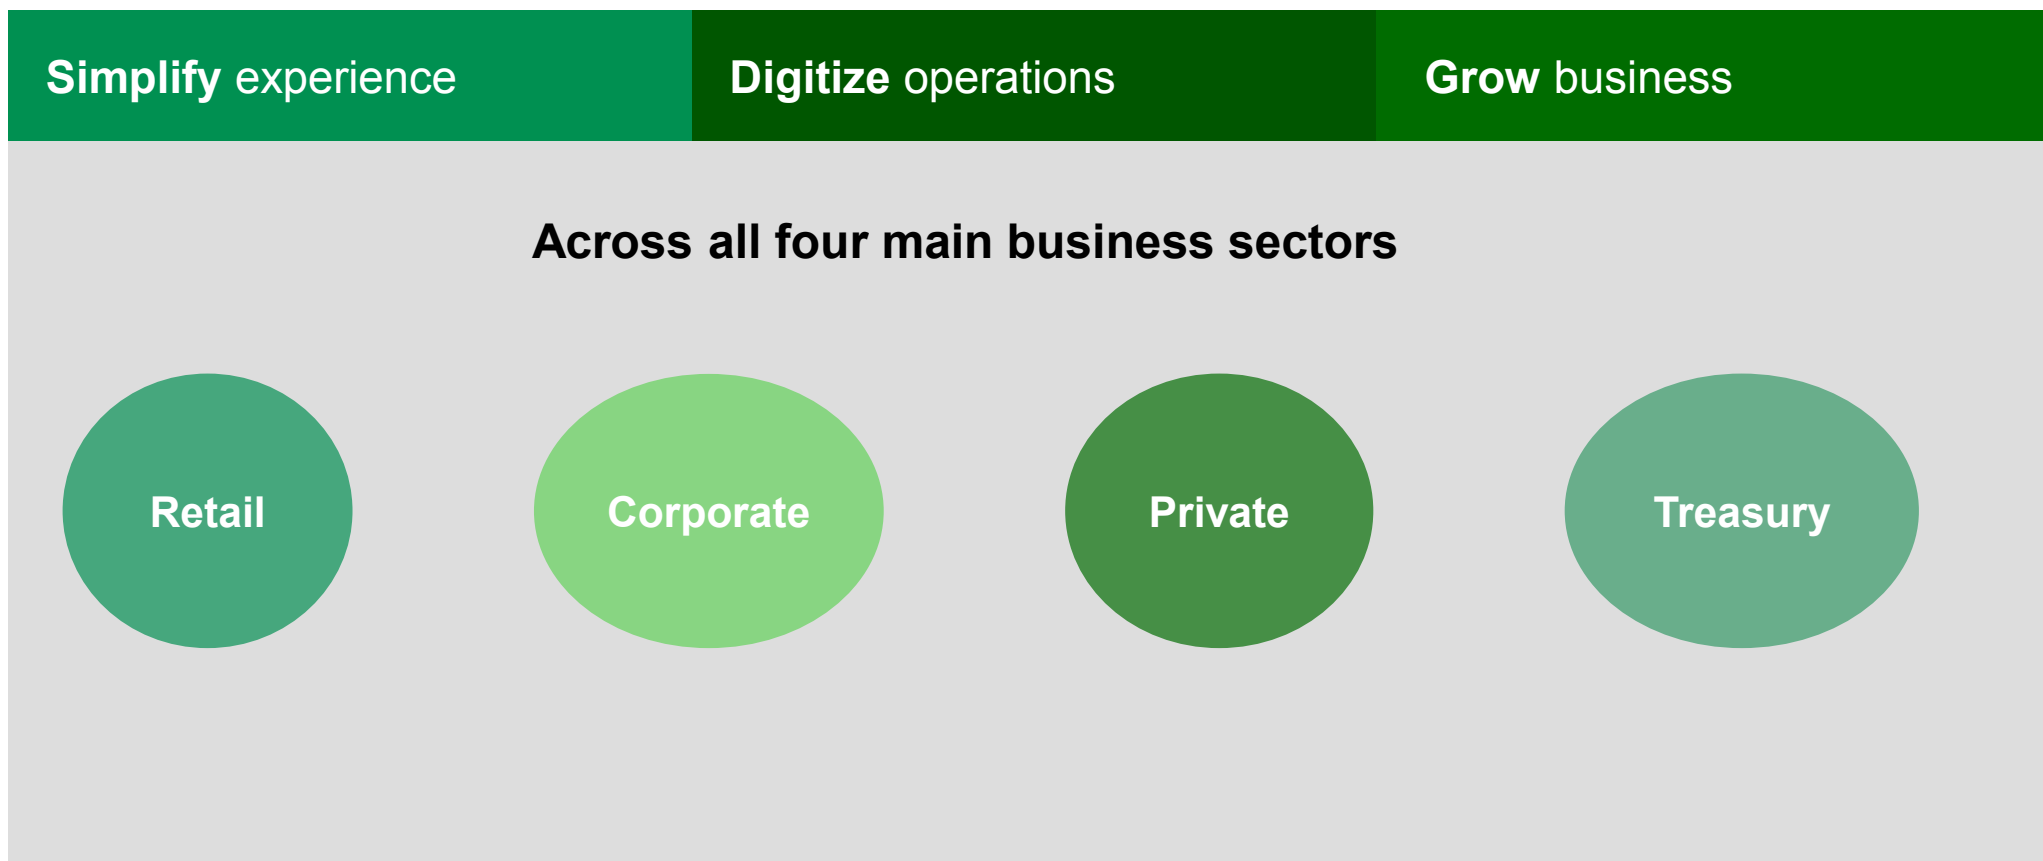 Simplify experience
Digitize operations
Grow business
Across all four main business sectors
Retail
Corporate
Private
Treasury